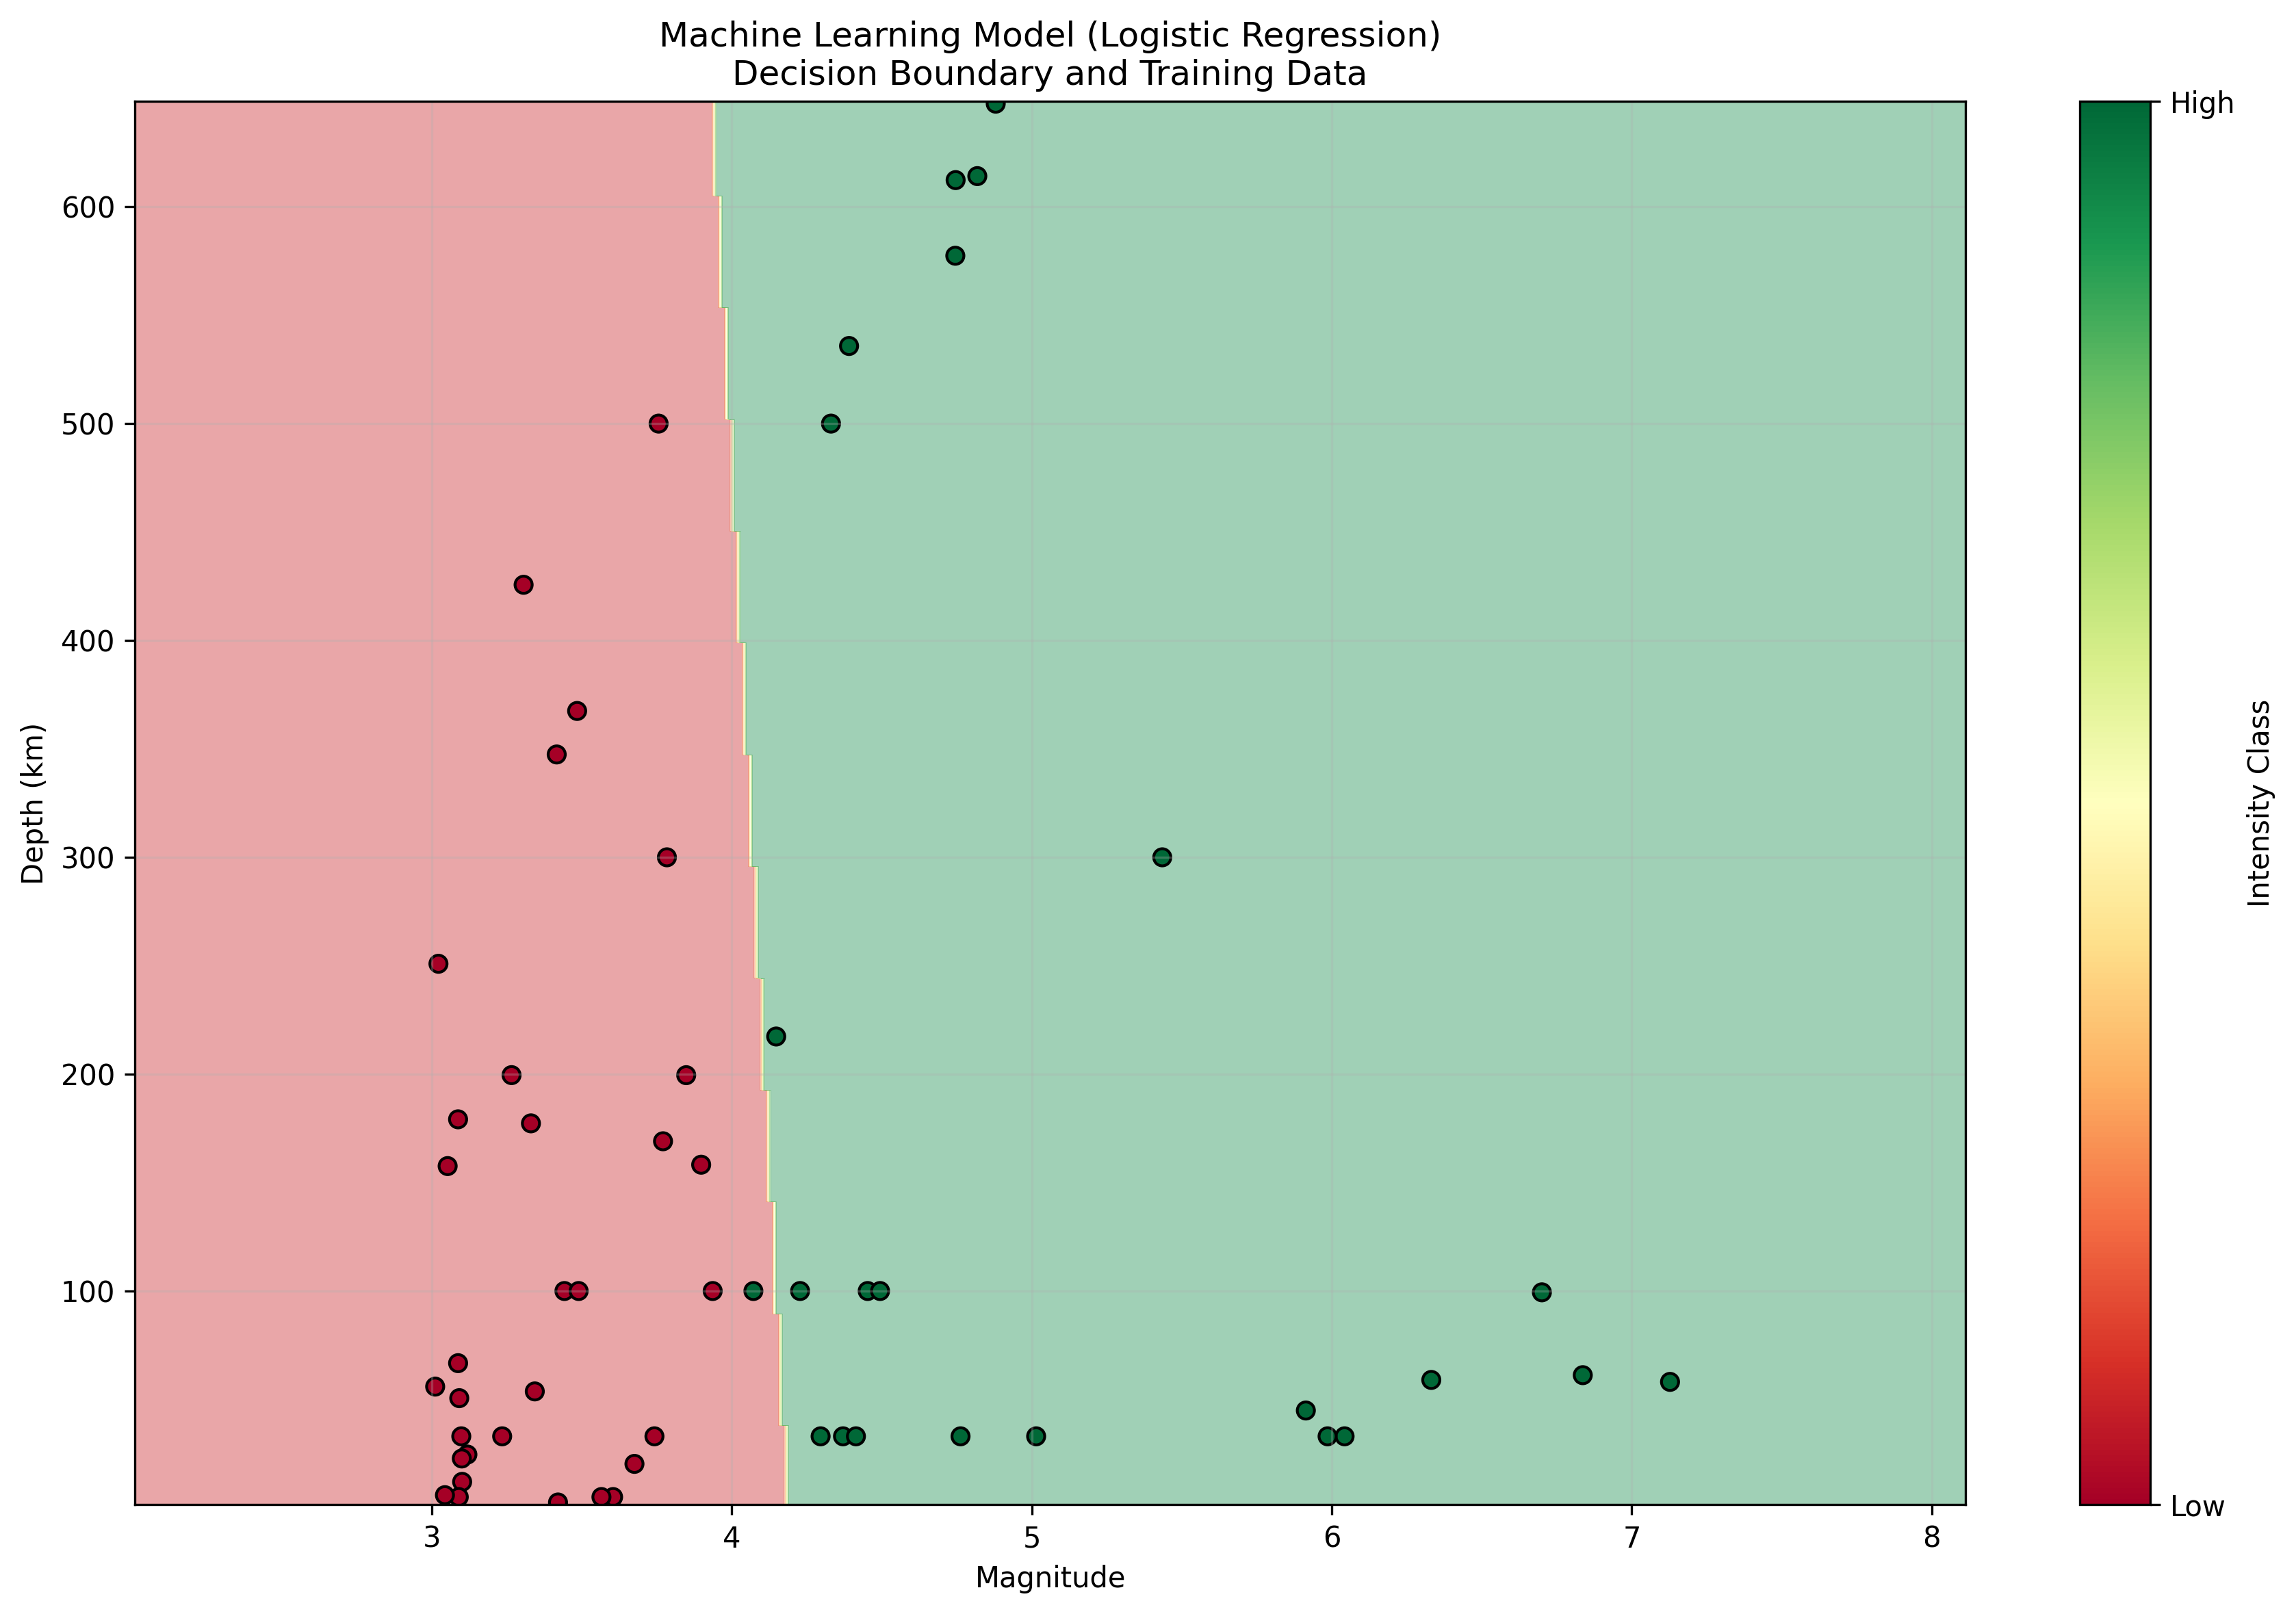 Machine Learning Model (Logistic Regression)
Decision Boundary and Training Data
High
600
500
400
300
200
100
Depth (km)
Intensity Class
Low
3 4 5 6 7 8
Magnitude